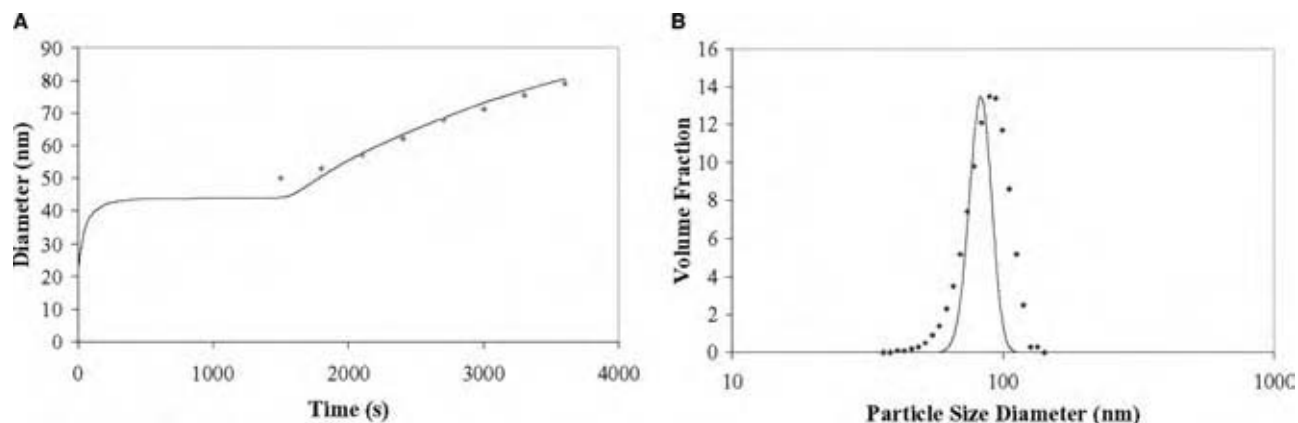 A
90
80
70
60
50
40
30
20
10
0
Diameter (nm)
0 1000 2000 3000 4000
Time (s)
B
16
14
12
10
8
6
4
2
0
Volume Fraction
10 100 1000
Particle Size Diameter (nm)